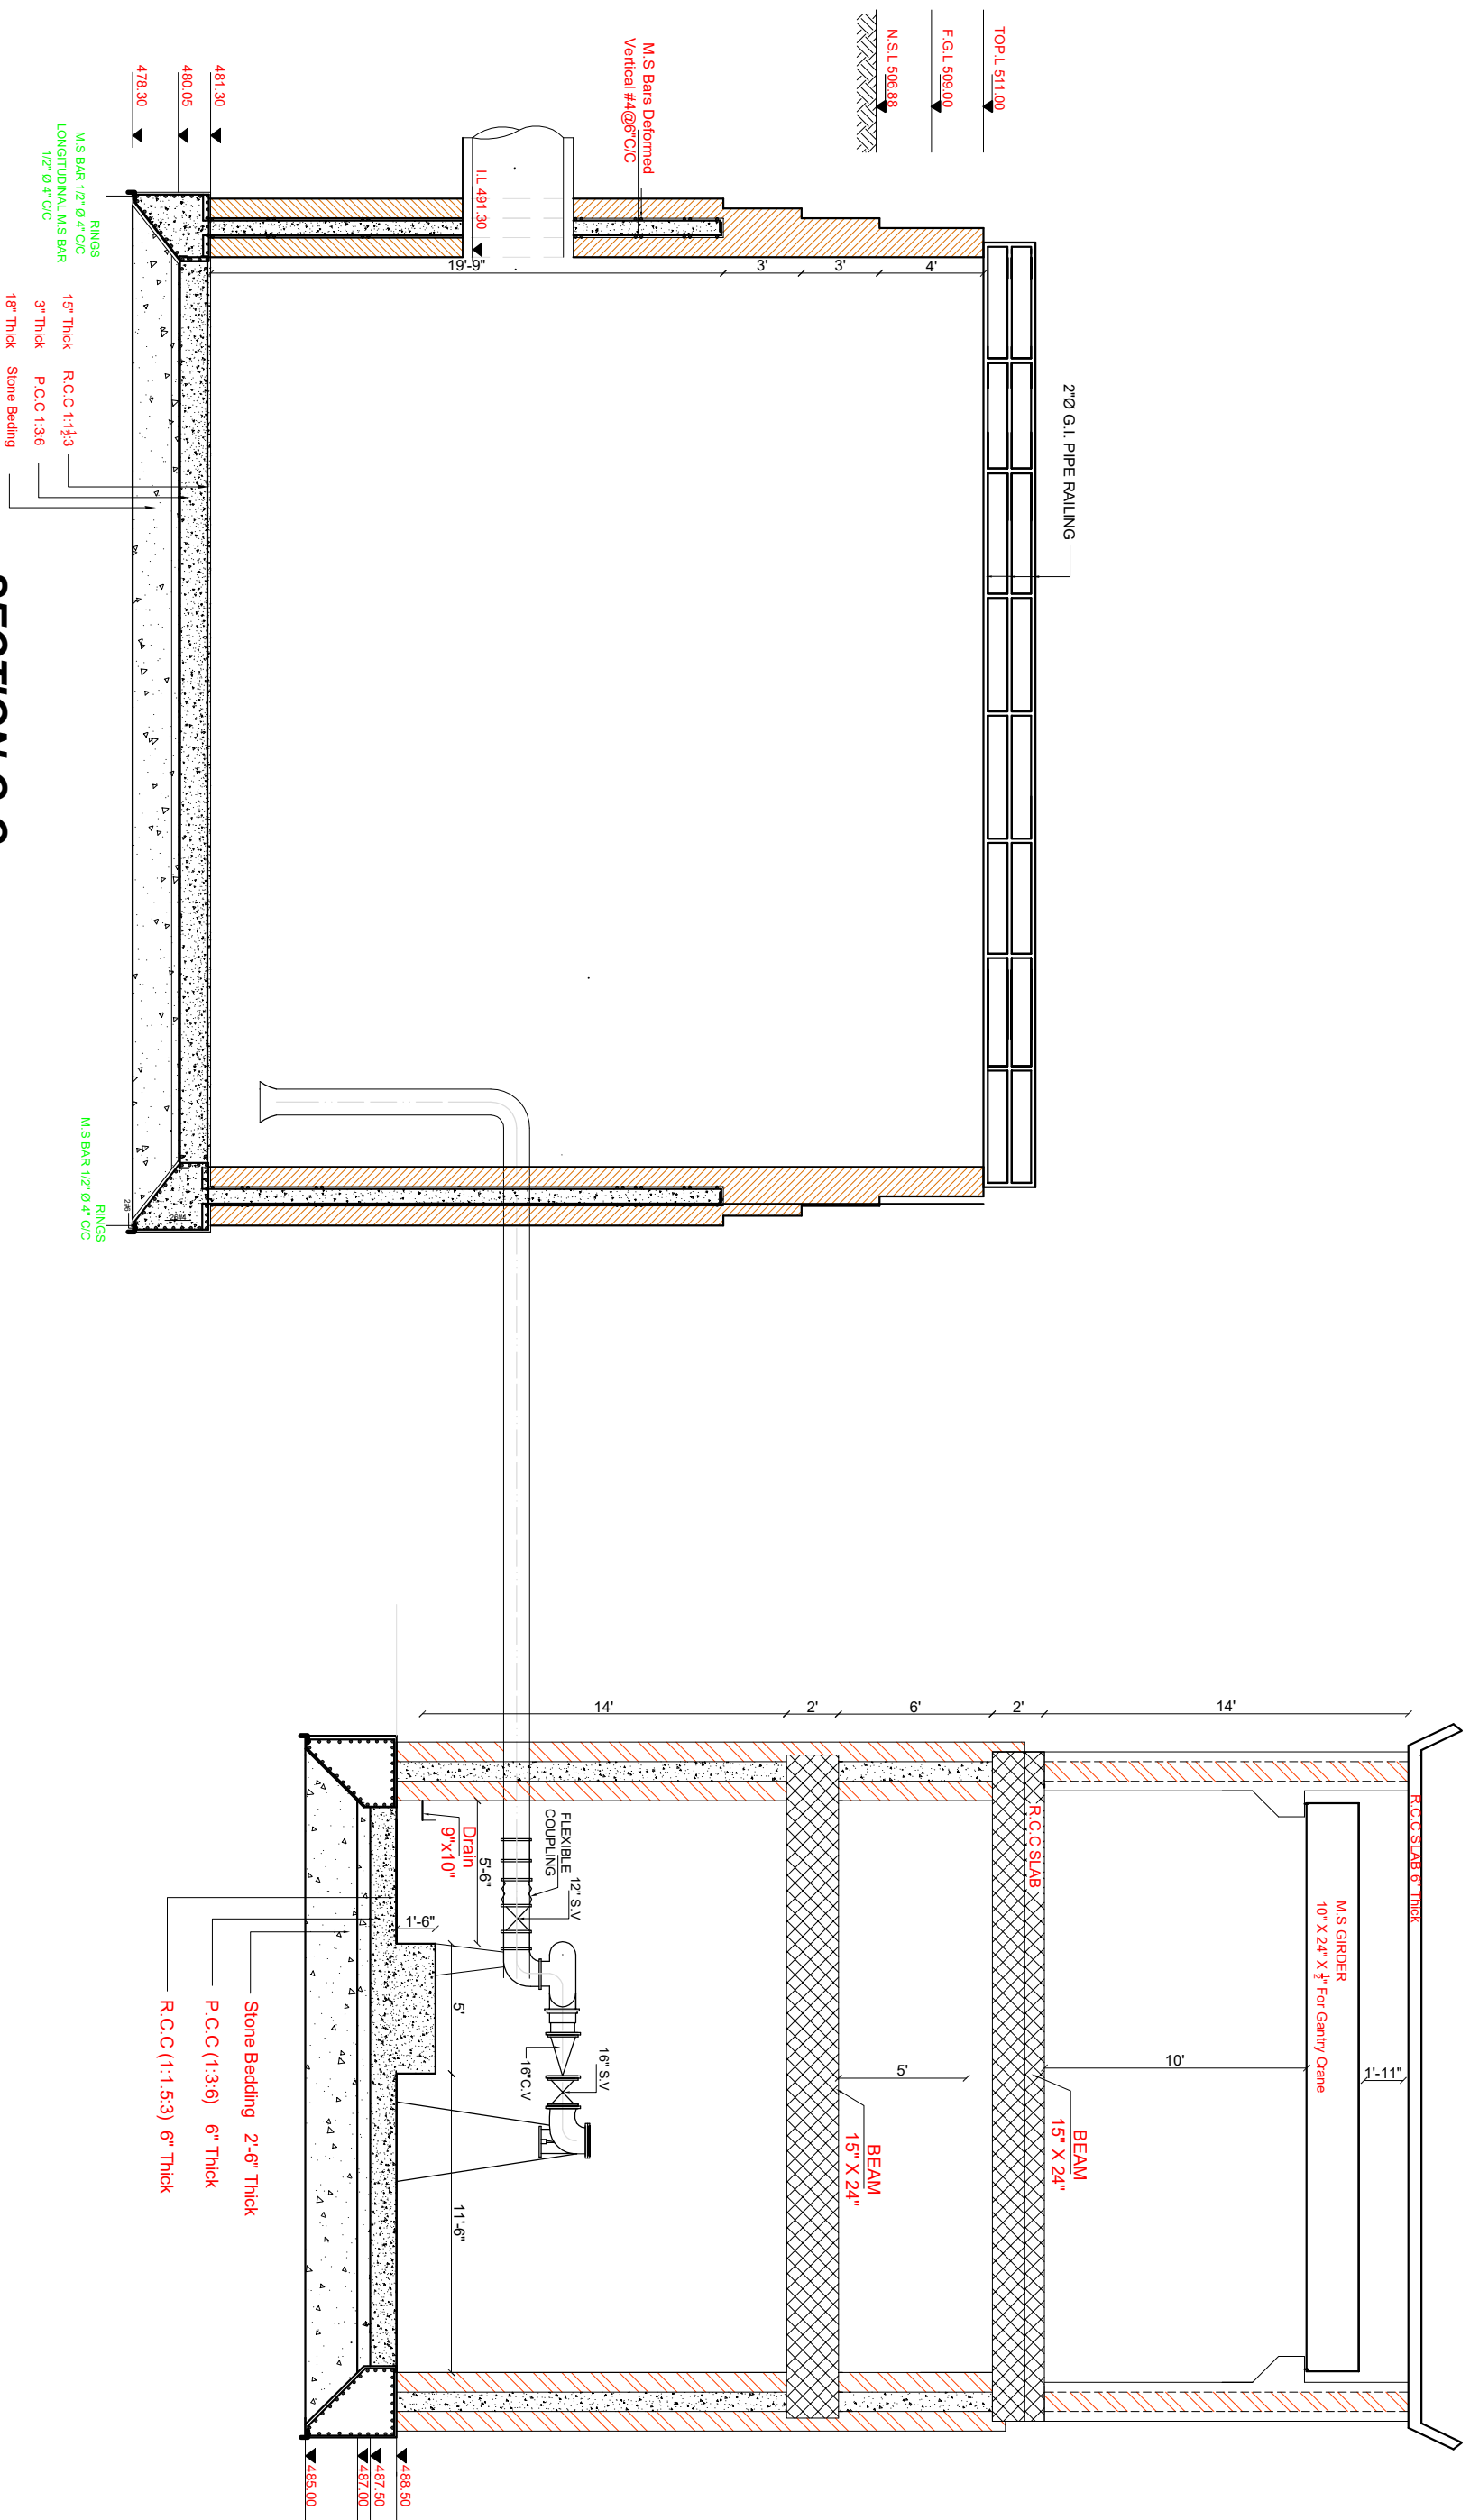 TOP.L 511.00
F.G.L 509.00
N.S.L 506.88
M.S Bars Deformed
Vertical #4@6"C/C
I.L 491.30
481.30
480.05
478.30
RINGS
M.S BAR 1/2" Ø 4" C/C
LONGITUDINAL M.S BAR
1/2" Ø 4" C/C
15" Thick R.C.C 1:1½:3
3" Thick P.C.C 1:3:6
18" Thick Stone Beding
19'-9"
3'
3'
4'
2"Ø G.I. PIPE RAILING
RINGS
M.S BAR 1/2" Ø 4" C/C
14'
2'
6'
2'
14'
R.C.C SLAB 6" Thick
M.S GIRDER
10" X 24" X ½" For Gantry Crane
1'-11"
10'
R.C.C SLAB
BEAM
15" X 24"
5'
BEAM
15" X 24"
FLEXIBLE
COUPLING
12" S.V
16" S.V
16"C.V
Drain
9"x10"
5'-6"
1'-6"
5'
11'-6"
Stone Bedding 2'-6" Thick
P.C.C (1:3:6) 6" Thick
R.C.C (1:1.5:3) 6" Thick
488.50
487.50
487.00
485.00